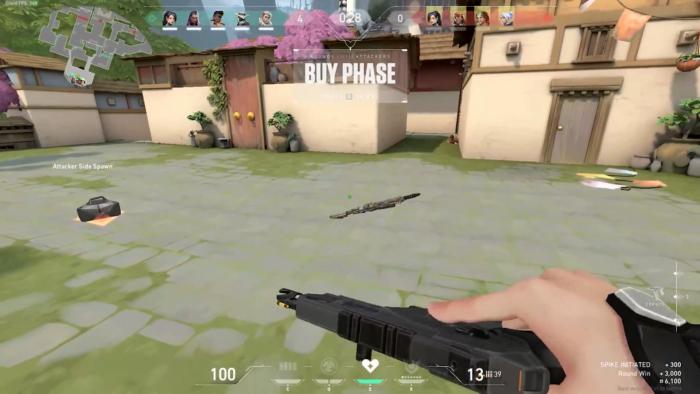 4 0:28 0
BUY PHASE
Attacker Side Spawn
100
13 39
SPIKE INITIATED + 300
Round Win + 3,000
¤ 6,100